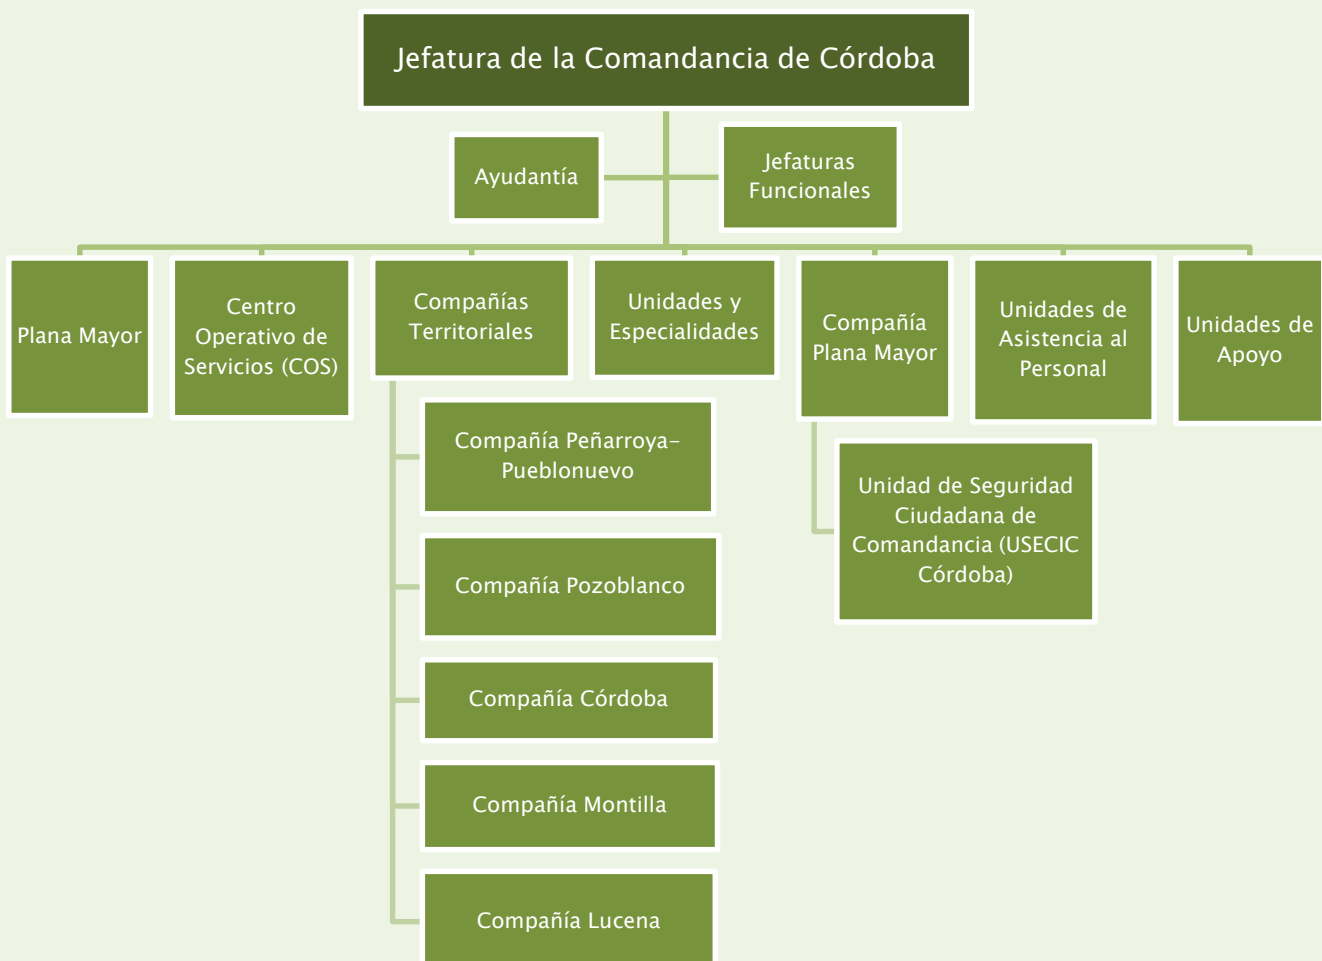 Jefatura de la Comandancia de Córdoba
Ayudantía
Jefaturas
Funcionales
Plana Mayor
Centro
Operativo de
Servicios (COS)
Compañías
Territoriales
Unidades y
Especialidades
Compañía
Plana Mayor
Unidades de
Asistencia al
Personal
Unidades de
Apoyo
Compañía Peñarroya-
Pueblonuevo
Compañía Pozoblanco
Compañía Córdoba
Compañía Montilla
Compañía Lucena
Unidad de Seguridad
Ciudadana de
Comandancia (USECIC
Córdoba)